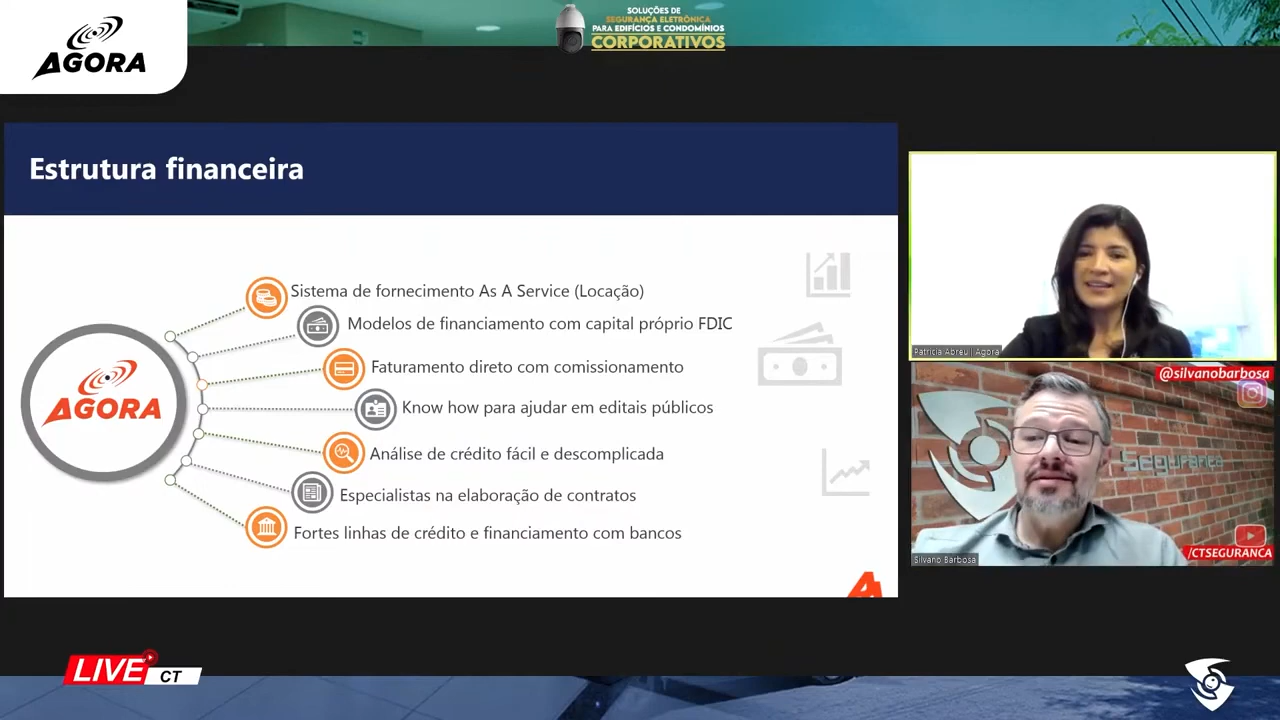 AGORA
SOLUÇÕES DE
SEGURANÇA ELETRÔNICA
PARA EDIFÍCIOS E CONDOMÍNIOS
CORPORATIVOS
Estrutura financeira
AGORA
Sistema de fornecimento As A Service (Locação)
Modelos de financiamento com capital próprio FDIC
Faturamento direto com comissionamento
Know how para ajudar em editais públicos
Análise de crédito fácil e descomplicada
Especialistas na elaboração de contratos
Fortes linhas de crédito e financiamento com bancos
Patricia Abreu | Agora
@silvanobarbosa
Segurança
/CTSEGURANCA
Silvano Barbosa
LIVE
CT